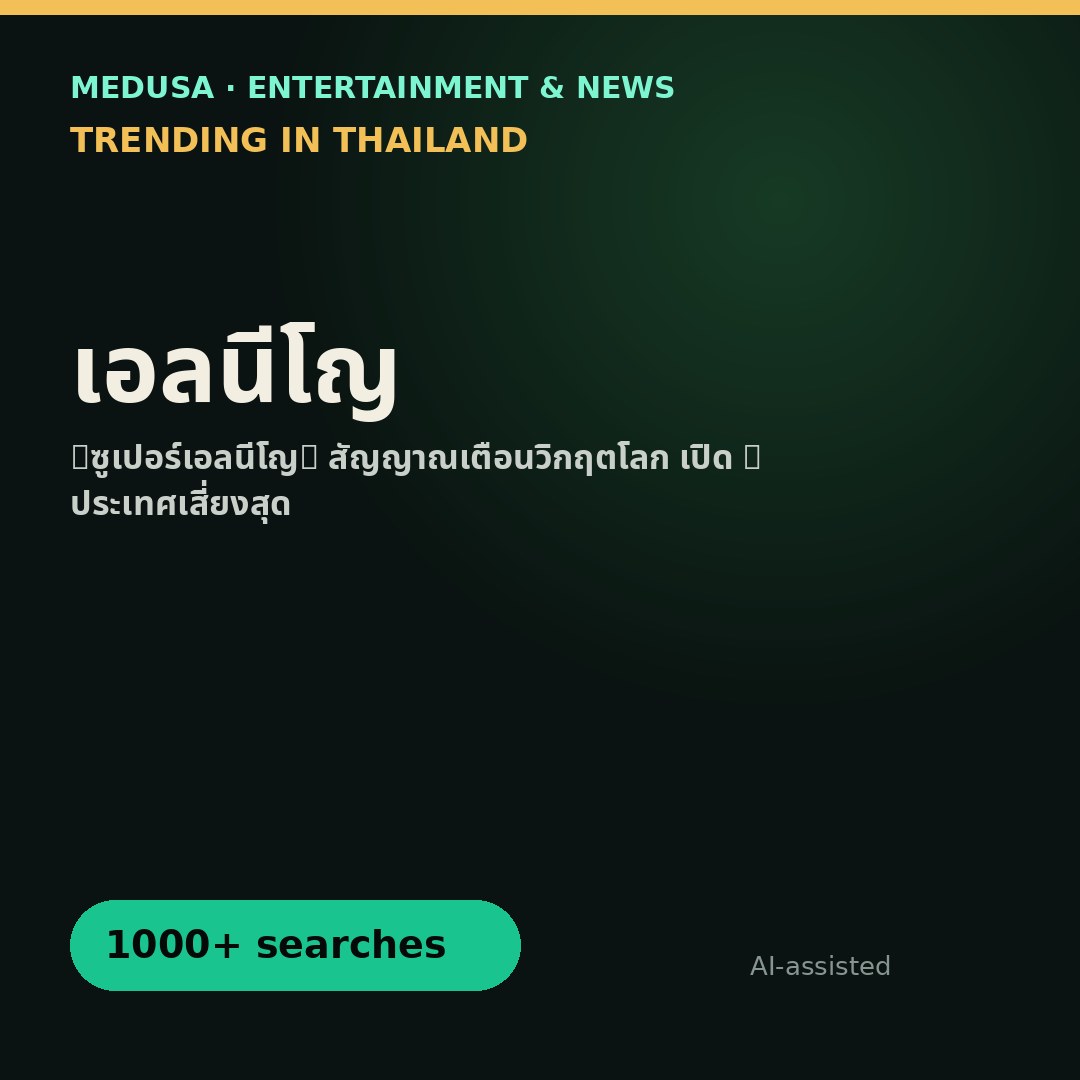 MEDUSA · ENTERTAINMENT & NEWS
TRENDING IN THAILAND
เอลนีโญ
▯ซูเปอร์เอลนีโญ▯ สัญญาณเตือนวิกฤตโลก เปิด ▯
ประเทศเสี่ยงสุด
1000+ searches
AI-assisted